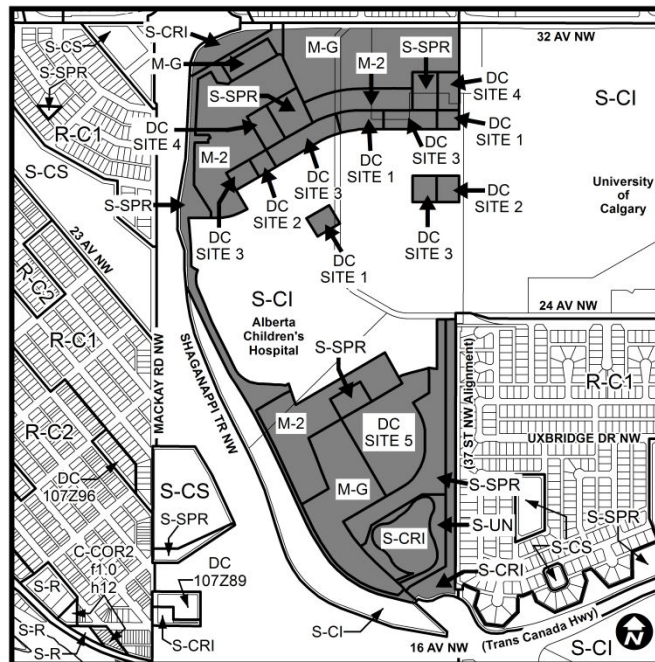 S-CRI
S-CS
M-G
S-SPR
R-C1
S-CS
M-G
M-2
S-SPR
32 AV NW
DC
SITE 4
S-CI
S-SPR
DC
SITE 4
M-2
DC
SITE 1
DC
SITE 3
DC
SITE 1
DC
SITE 3
DC
SITE 2
DC
SITE 3
S-SPR
DC
SITE 1
DC
SITE 3
DC
SITE 2
University
of
Calgary
23 AV NW
R-C2
R-C1
R-C2
S-CI
Alberta
Children's
Hospital
24 AV NW
MACKAY RD NW
SHAGANAPPI TR NW
S-SPR
M-2
DC
SITE 5
M-G
(37 ST NW Alignment)
R-C1
UXBRIDGE DR NW
DC
107Z96
S-CS
S-SPR
S-SPR
S-UN
S-CRI
S-CRI
S-CS
S-SPR
C-COR2
f1.0
h12
DC
107Z89
S-R
S-R
S-R
S-CRI
S-CI
16 AV NW
(Trans Canada Hwy)
S-CI
N